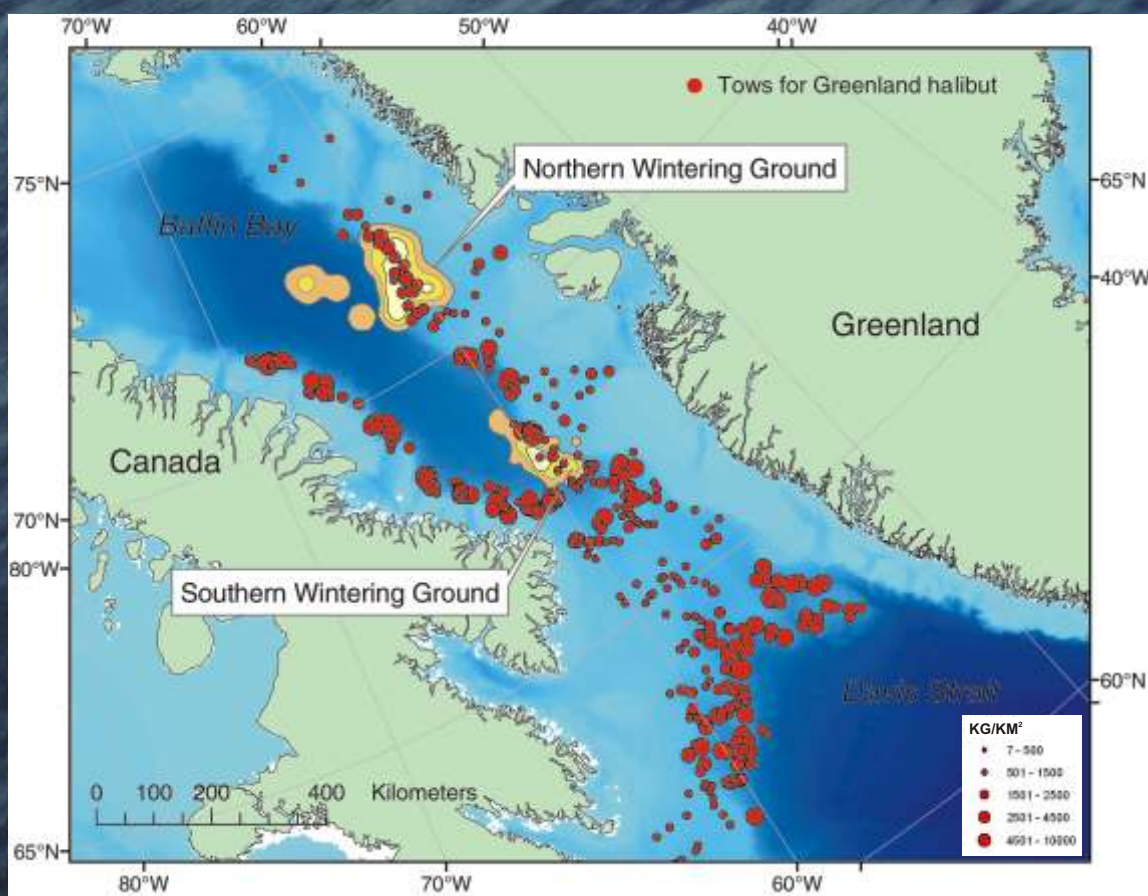 70°W
60°W
50°W
40°W
Tows for Greenland halibut
Northern Wintering Ground
75°N
65°N
Baffin Bay
40°W
Greenland
Canada
70°N
80°W
Southern Wintering Ground
60°N
Davis Strait
KG/KM²
7 - 500
501 - 1500
1501 - 2500
2501 - 4500
4501 - 10000
0 100 200 400 Kilometers
65°N
80°W
70°W
60°W